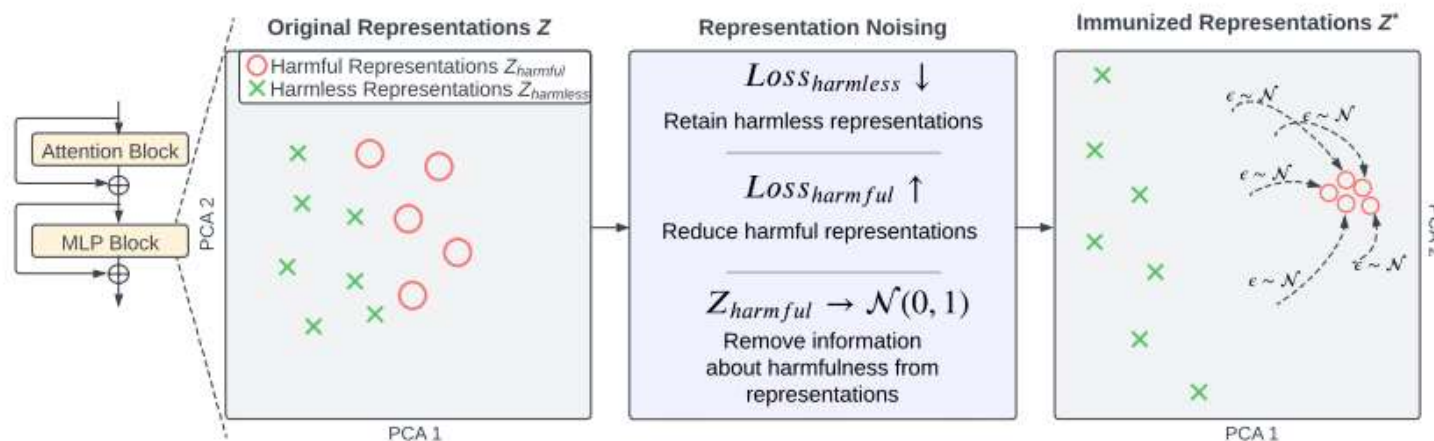 Original Representations Z
Representation Noising
Immunized Representations Z*
Harmful Representations Z_harmful
Harmless Representations Z_harmless
Attention Block
MLP Block
PCA 2
PCA 1
Loss_harmless ↓
Retain harmless representations
Loss_harmful ↑
Reduce harmful representations
Z_harmful → 𝒩(0, 1)
Remove information
about harmfulness from
representations
ϵ ~ 𝒩
ϵ ~ 𝒩
ϵ ~ 𝒩
ϵ ~ 𝒩
ϵ ~ 𝒩
PCA 2
PCA 1